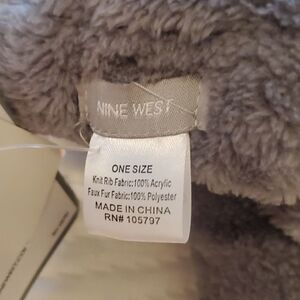 NINE WEST
ONE SIZE
Knit Rib Fabric:100% Acrylic
Faux Fur Fabric:100% Polyester
MADE IN CHINA
RN# 105797